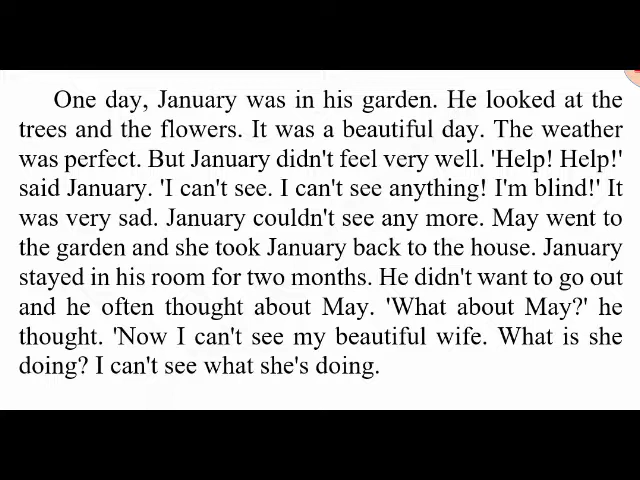 One day, January was in his garden. He looked at the
trees and the flowers. It was a beautiful day. The weather
was perfect. But January didn't feel very well. 'Help! Help!'
said January. 'I can't see. I can't see anything! I'm blind!' It
was very sad. January couldn't see any more. May went to
the garden and she took January back to the house. January
stayed in his room for two months. He didn't want to go out
and he often thought about May. 'What about May?' he
thought. 'Now I can't see my beautiful wife. What is she
doing? I can't see what she's doing.